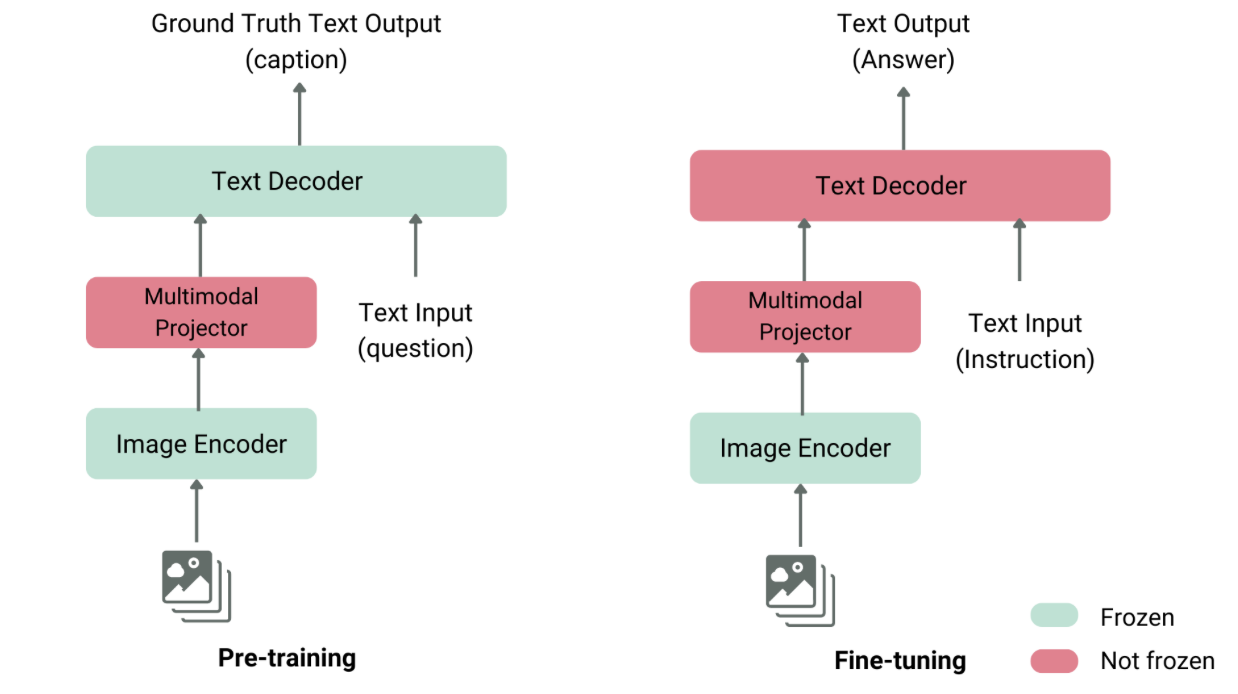 Ground Truth Text Output
(caption)
Text Decoder
Multimodal
Projector
Text Input
(question)
Image Encoder
Pre-training
Text Output
(Answer)
Text Decoder
Multimodal
Projector
Text Input
(Instruction)
Image Encoder
Fine-tuning
Frozen
Not frozen